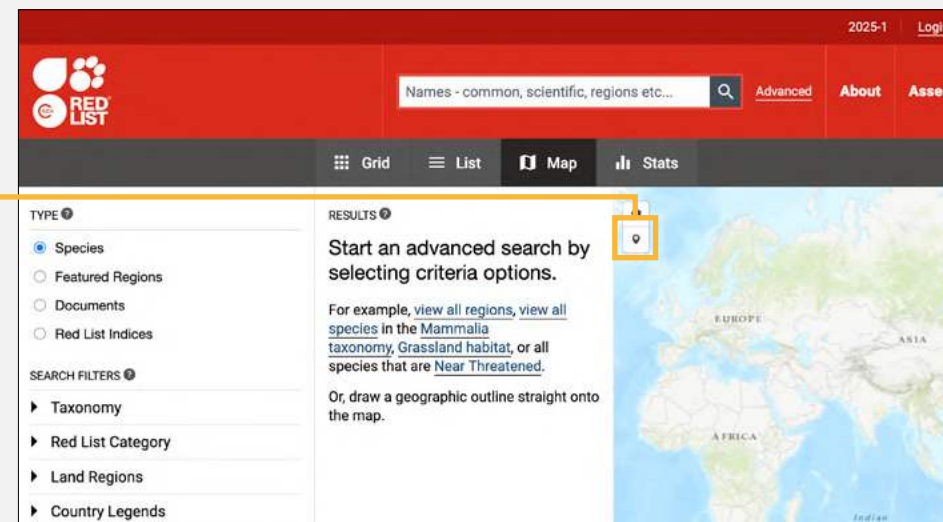 2025-1
RED
LIST
Names - common, scientific, regions etc...
Advanced
About
Grid
List
Map
Stats
TYPE
Species
Featured Regions
Documents
Red List Indices
SEARCH FILTERS
Taxonomy
Red List Category
Land Regions
Country Legends
RESULTS
Start an advanced search by
selecting criteria options.
For example, view all regions, view all
species in the Mammalia
taxonomy, Grassland habitat, or all
species that are Near Threatened.
Or, draw a geographic outline straight onto
the map.
EUROPE
ASIA
AFRICA
Indian